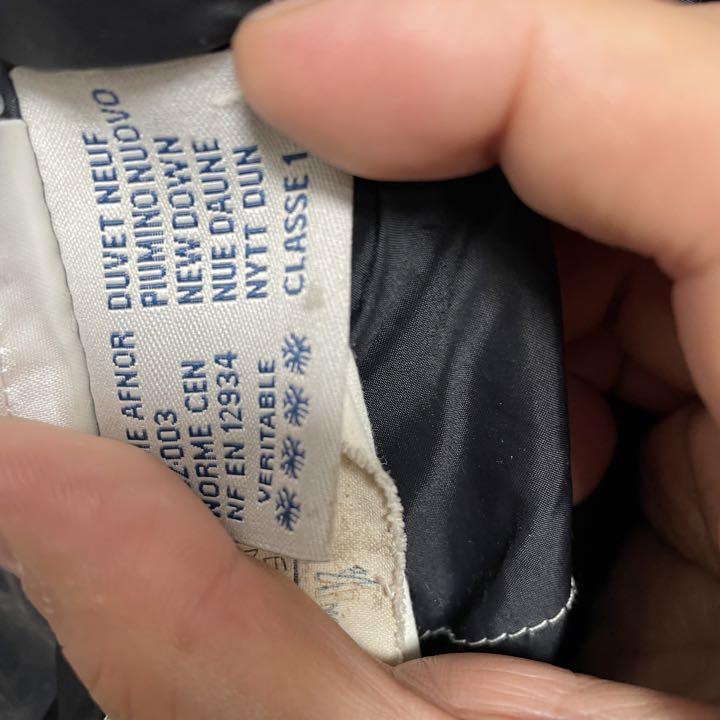 AFNOR DUVET NEUF
003 PIUMINO NUOVO
NORME CEN NEW DOWN
NF EN 12934 NUE DAUNE
VERITABLE NYTT DUN
CLASSE 1